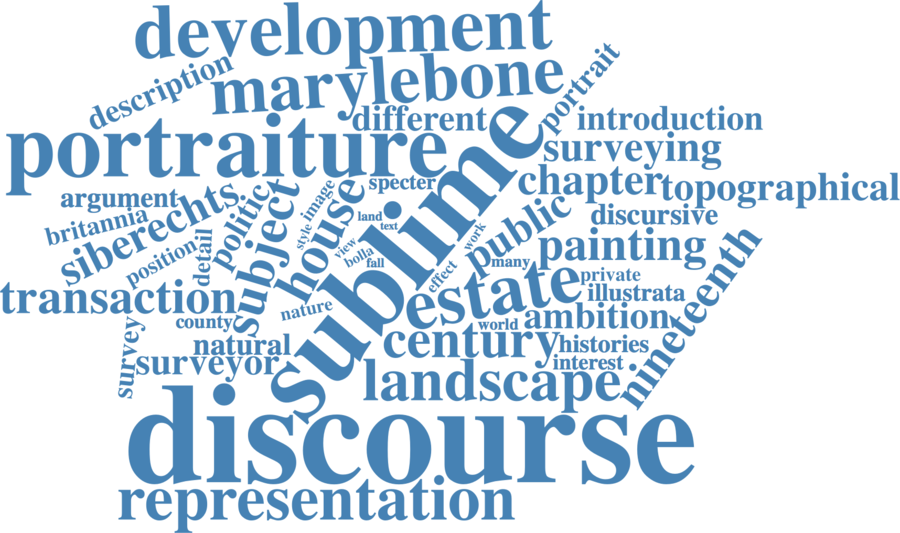 development
marylebone
description
portrait
different
introduction
portraiture
surveying
chapter
topographical
specter
argument
image
discursive
siberechts
britannia
politic
subject
house
land
text
public
style
sublime
painting
position
detail
view
bolla
fall
work
many
effect
estate
private
illustrata
nineteenth
transaction
nature
county
world
ambition
century
histories
natural
survey
surveyor
interest
landscape
discourse
representation